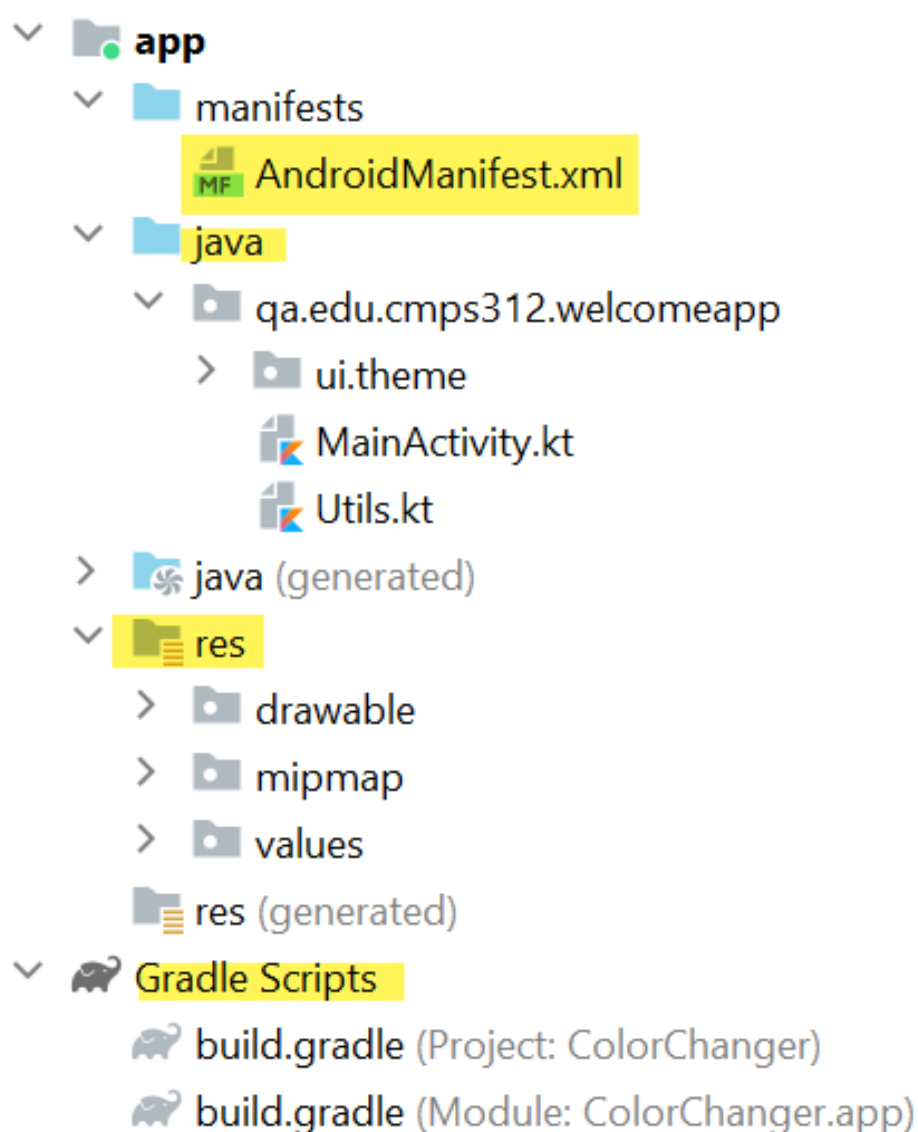 app
manifests
MF AndroidManifest.xml
java
qa.edu.cmps312.welcomeapp
ui.theme
MainActivity.kt
Utils.kt
java (generated)
res
drawable
mipmap
values
res (generated)
Gradle Scripts
build.gradle (Project: ColorChanger)
build.gradle (Module: ColorChanger.app)